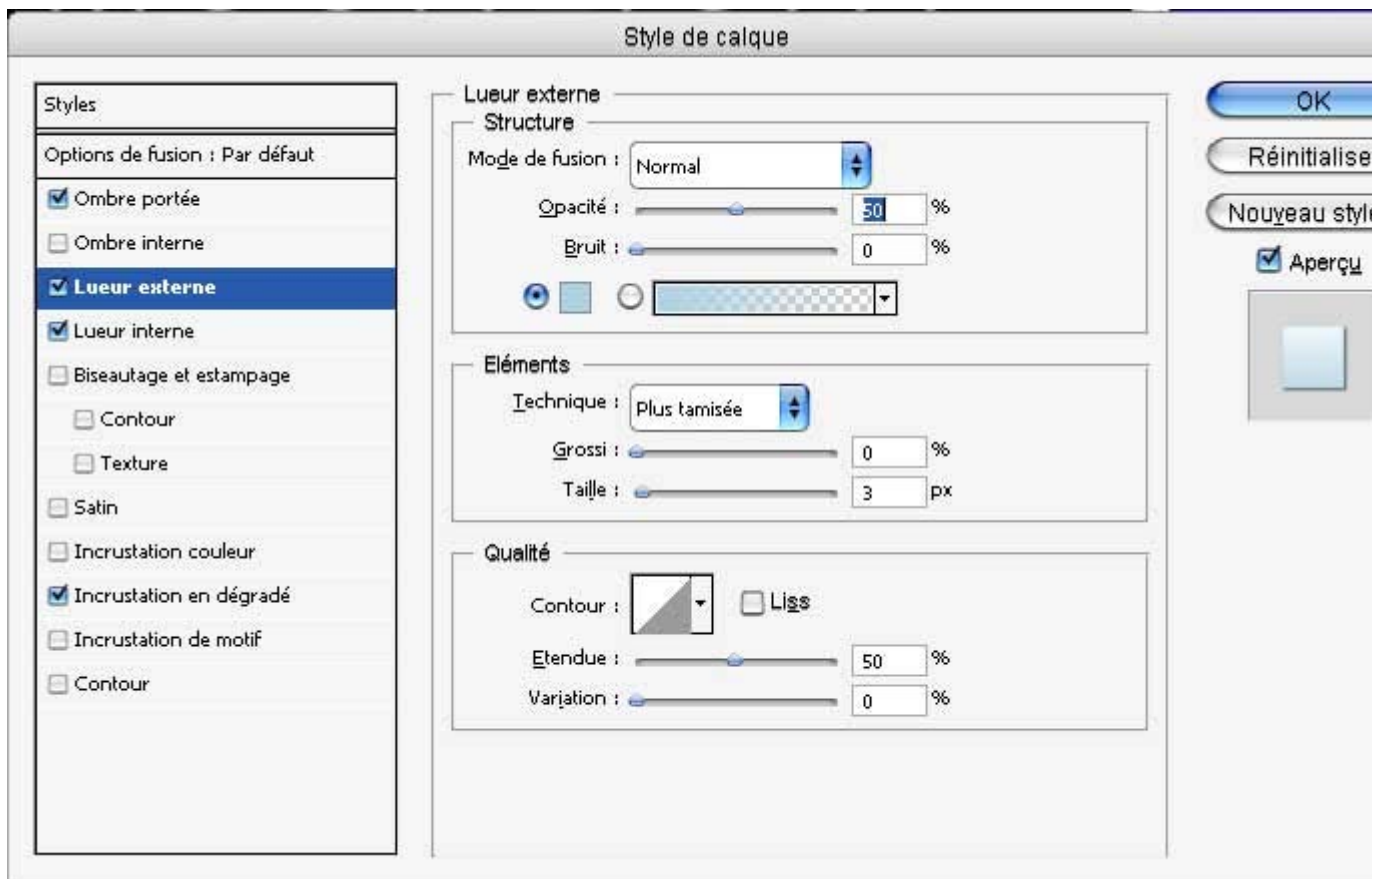 Style de calque
Styles
Options de fusion : Par défaut
Ombre portée
Ombre interne
Lueur externe
Lueur interne
Biseautage et estampage
Contour
Texture
Satin
Incrustation couleur
Incrustation en dégradé
Incrustation de motif
Contour
Lueur externe
Structure
Mode de fusion : Normal
Opacité : 50 %
Bruit : 0 %
Eléments
Technique : Plus tamisée
Grossi : 0 %
Taille : 3 px
Qualité
Contour : Liss
Etendue : 50 %
Variation : 0 %
OK
Réinitialise
Nouveau style
Aperçu